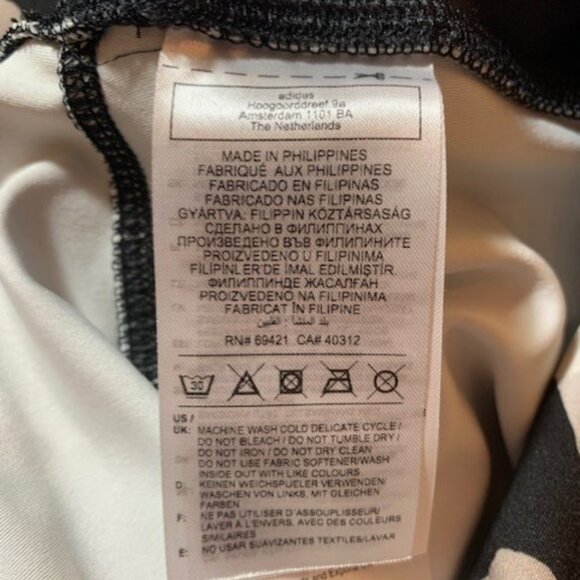 adidas
Hoogoorddreef 9a
Amsterdam 1101 BA
The Netherlands
MADE IN PHILIPPINES
FABRIQUÉ AUX PHILIPPINES
FABRICADO EN FILIPINAS
FABRICADO NAS FILIPINAS
GYÁRTVA: FILIPPIN KÖZTÁRSASÁG
СДЕЛАНО В ФИЛИППИНАХ
ПРОИЗВЕДЕНО ВЪВ ФИЛИПИНИТЕ
PROIZVEDENO U FILIPINIMA
FİLİPİNLER'DE İMAL EDİLMİŞTİR
ФИЛИППИНДЕ ЖАСАЛҒАН
PROIZVEDENO NA FILIPINIMA
FABRICAT ÎN FILIPINE
بلد المنشأ : الفلبين
RN# 69421 CA# 40312
30
US /
UK: MACHINE WASH COLD DELICATE CYCLE /
DO NOT BLEACH / DO NOT TUMBLE DRY /
DO NOT IRON / DO NOT DRY CLEAN
DO NOT USE FABRIC SOFTENER/WASH
INSIDE OUT WITH LIKE COLOURS
D: KEINEN WEICHSPUELER VERWENDEN/
WASCHEN VON LINKS, MIT GLEICHEN
FARBEN
F: NE PAS UTILISER D'ASSOUPLISSEUR/
LAVER À L'ENVERS, AVEC DES COULEURS
SIMILAIRES
E: NO USAR SUAVIZANTES TEXTILES/LAVAR